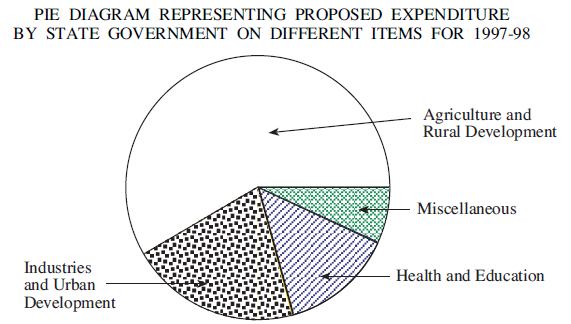 PIE DIAGRAM REPRESENTING PROPOSED EXPENDITURE
BY STATE GOVERNMENT ON DIFFERENT ITEMS FOR 1997-98
Agriculture and
Rural Development
Miscellaneous
Health and Education
Industries
and Urban
Development